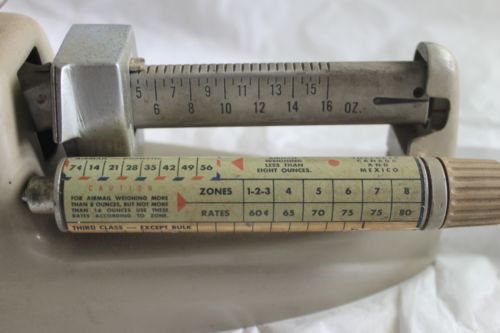 5 7 9 11 13 15
6 8 10 12 14 16 OZ.
AIRMAIL
7¢ 14 21 28 35 42 49 56
WEIGHING
LESS THAN
EIGHT OUNCES.
CANADA
AND
MEXICO
CAUTION
FOR AIRMAIL WEIGHING MORE
THAN 8 OUNCES, BUT NOT MORE
THAN 16 OUNCES USE THESE
RATES ACCORDING TO ZONE.
ZONES 1-2-3 4 5 6 7 8
RATES 60¢ 65 70 75 75 80
THIRD CLASS — EXCEPT BULK